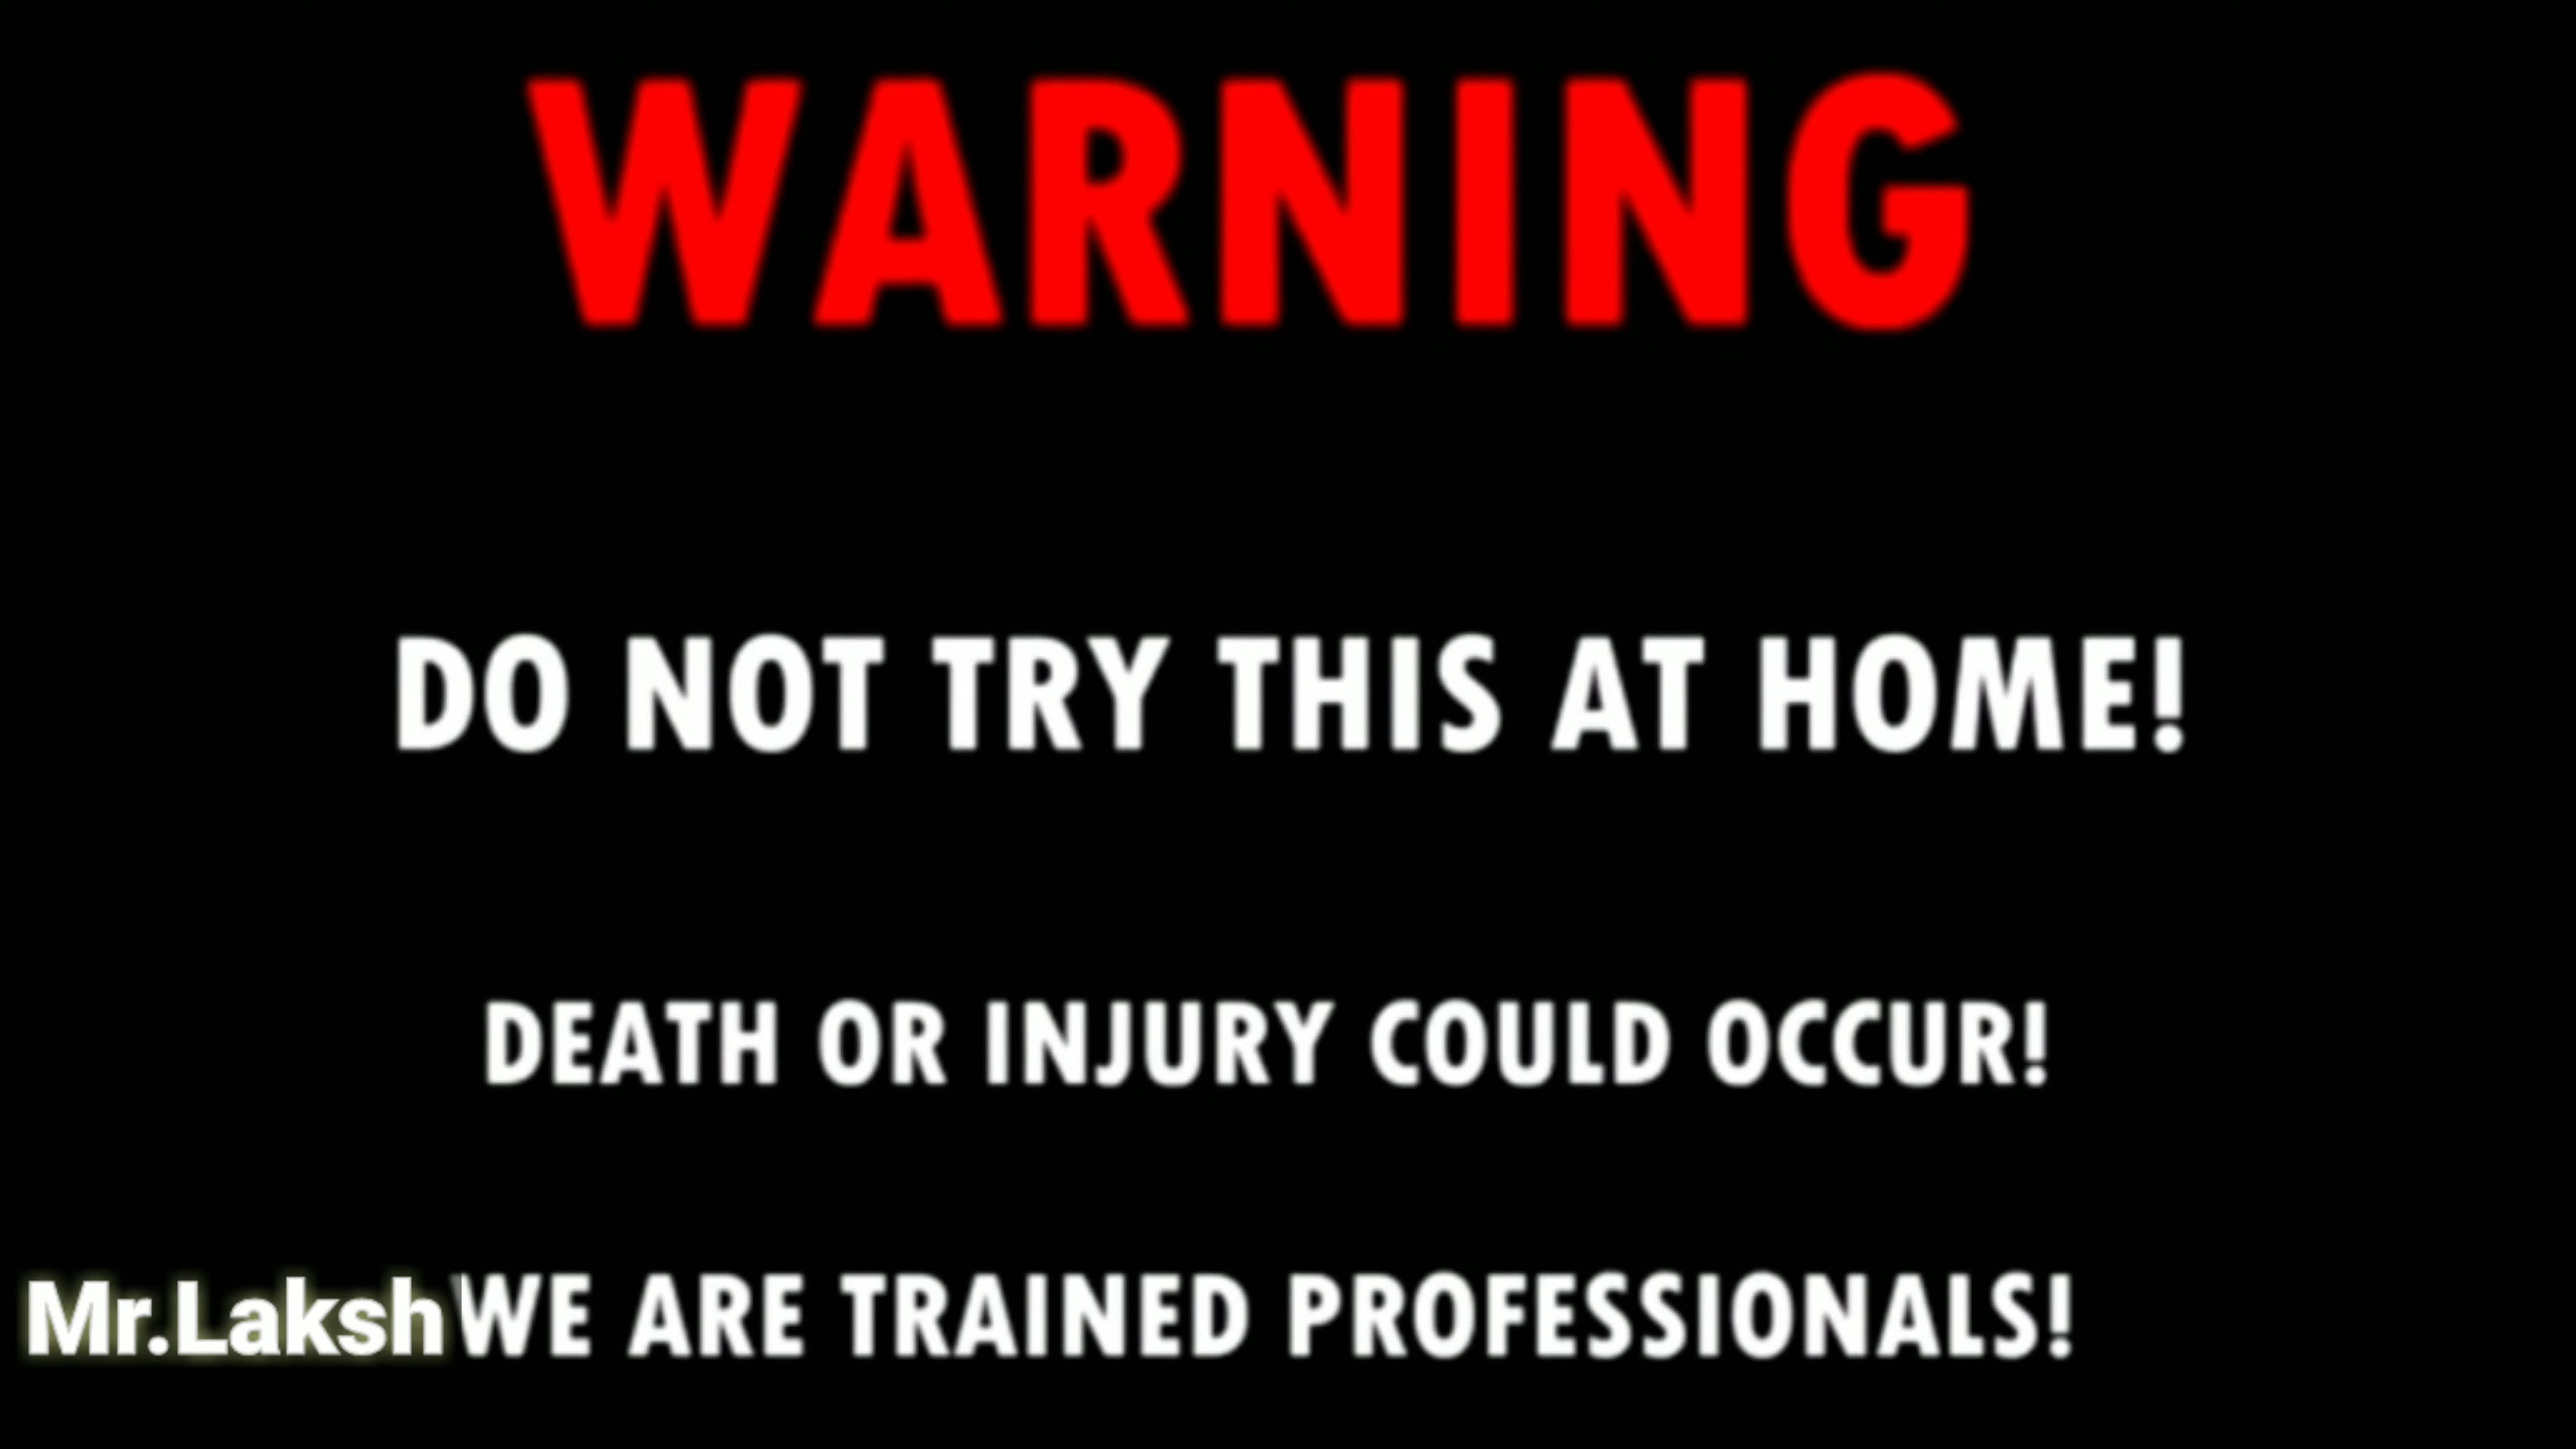 WARNING
DO NOT TRY THIS AT HOME!
DEATH OR INJURY COULD OCCUR!
Mr.Laksh WE ARE TRAINED PROFESSIONALS!